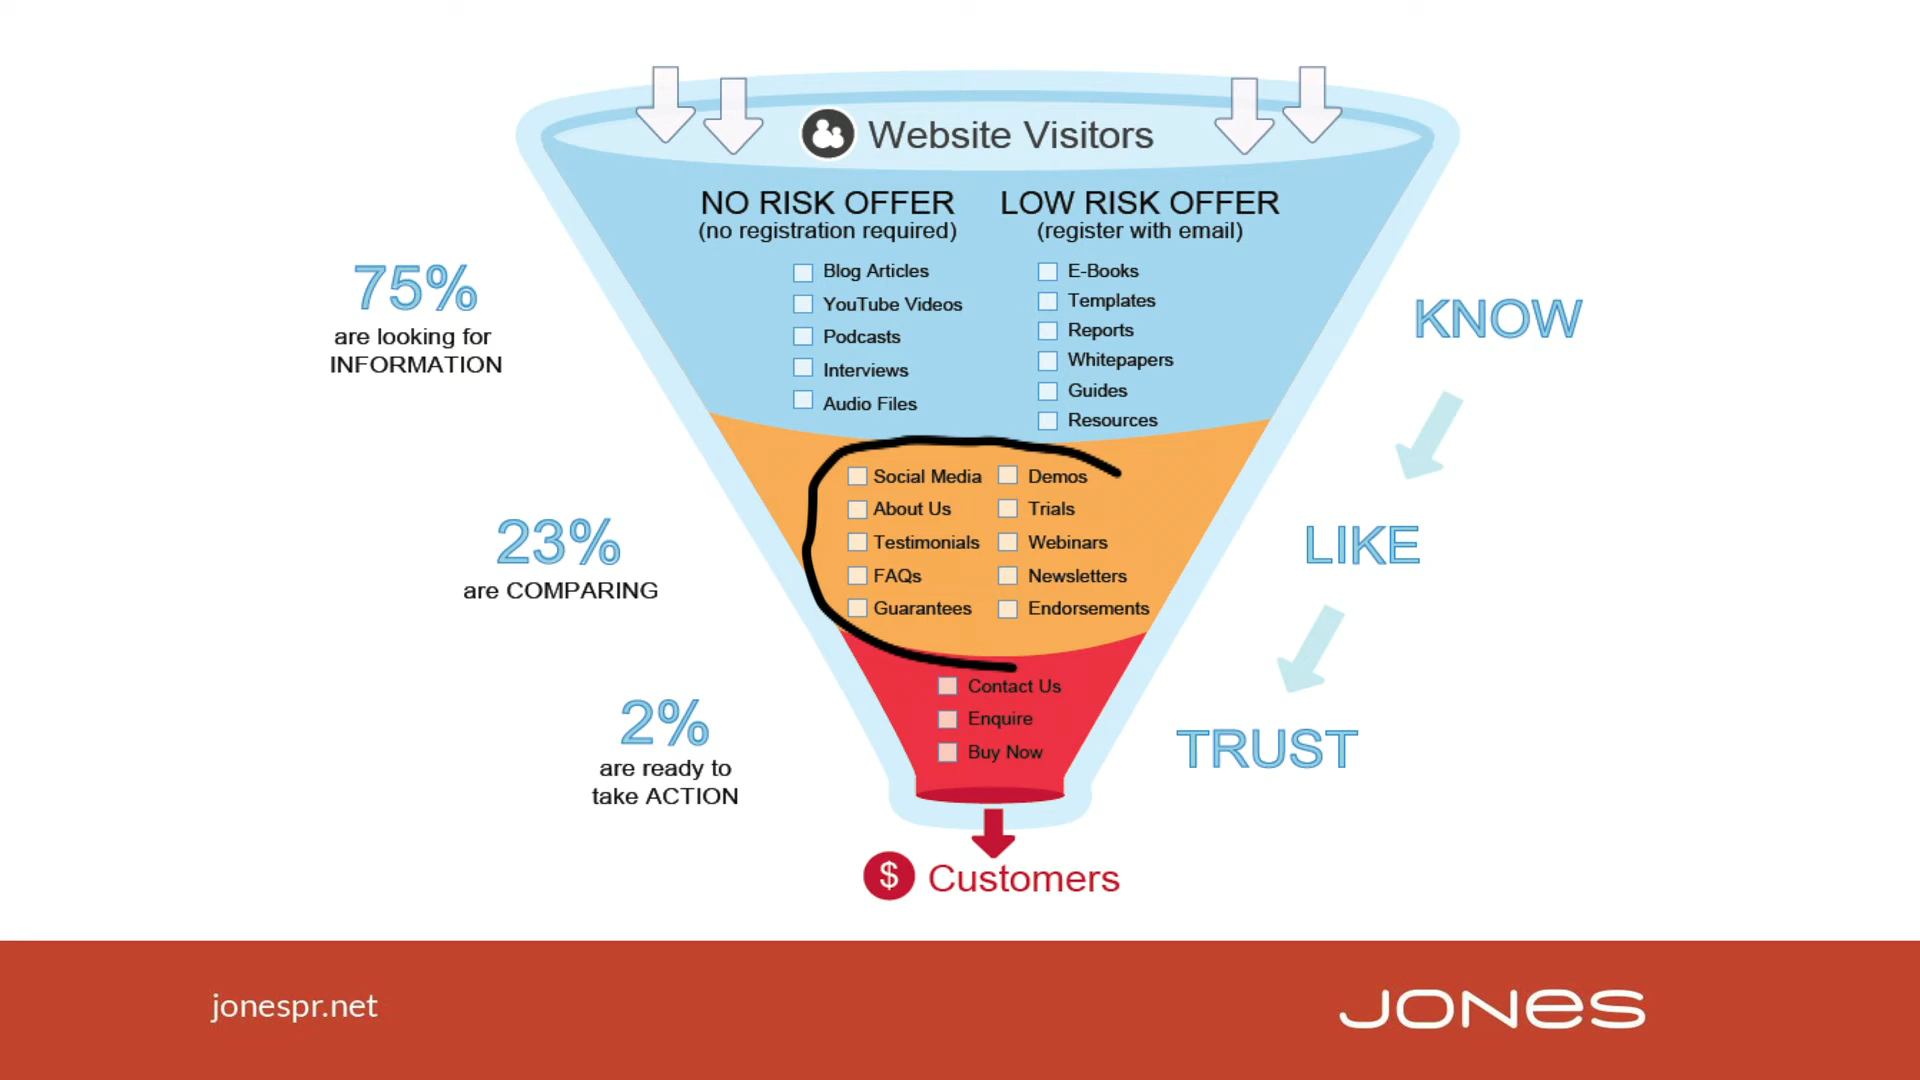 Website Visitors
NO RISK OFFER
(no registration required)
Blog Articles
YouTube Videos
Podcasts
Interviews
Audio Files
LOW RISK OFFER
(register with email)
E-Books
Templates
Reports
Whitepapers
Guides
Resources
75%
are looking for
INFORMATION
KNOW
Social Media
About Us
Testimonials
FAQs
Guarantees
Demos
Trials
Webinars
Newsletters
Endorsements
23%
are COMPARING
LIKE
Contact Us
Enquire
Buy Now
2%
are ready to
take ACTION
TRUST
$ Customers
jonespr.net
JONES